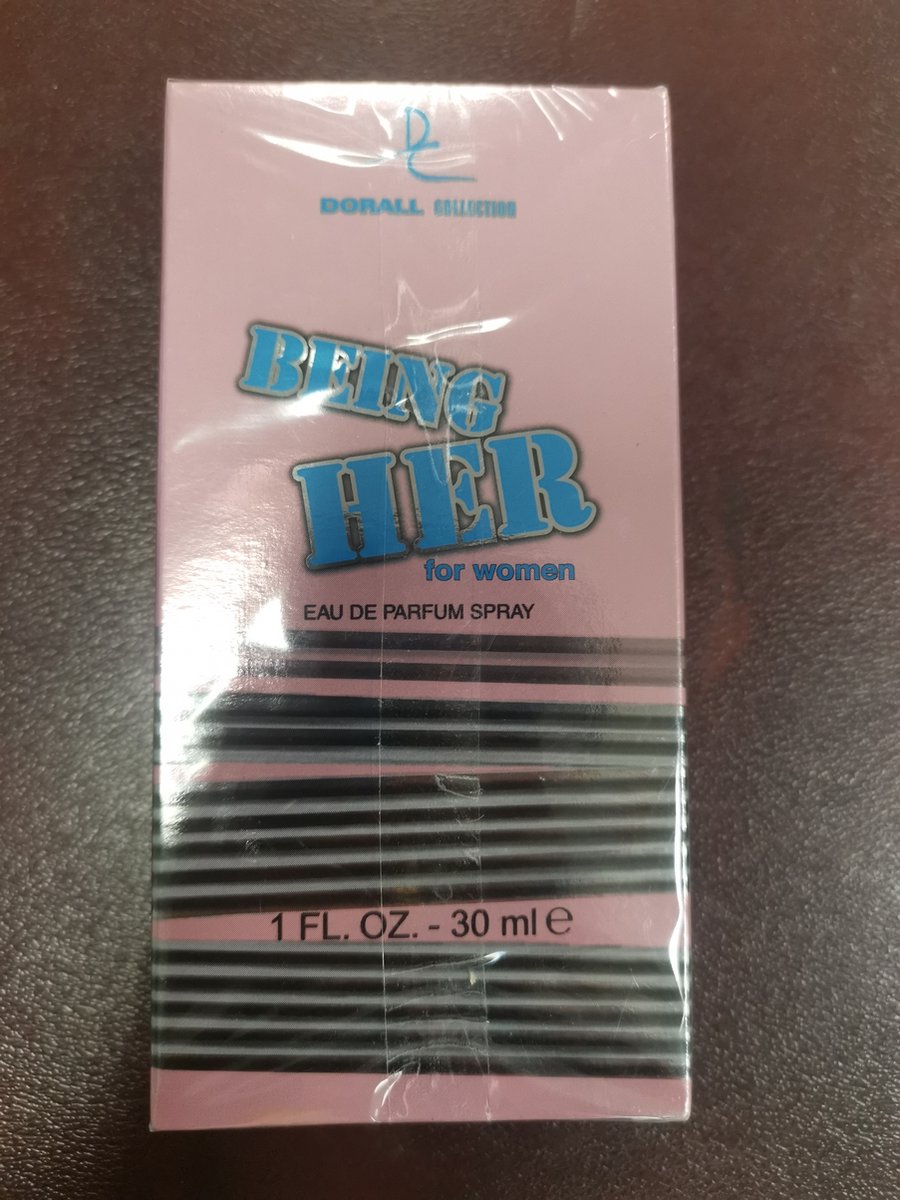 DC
DORALL COLLECTION
BEING
HER
for women
EAU DE PARFUM SPRAY
1 FL. OZ. - 30 ml ℮